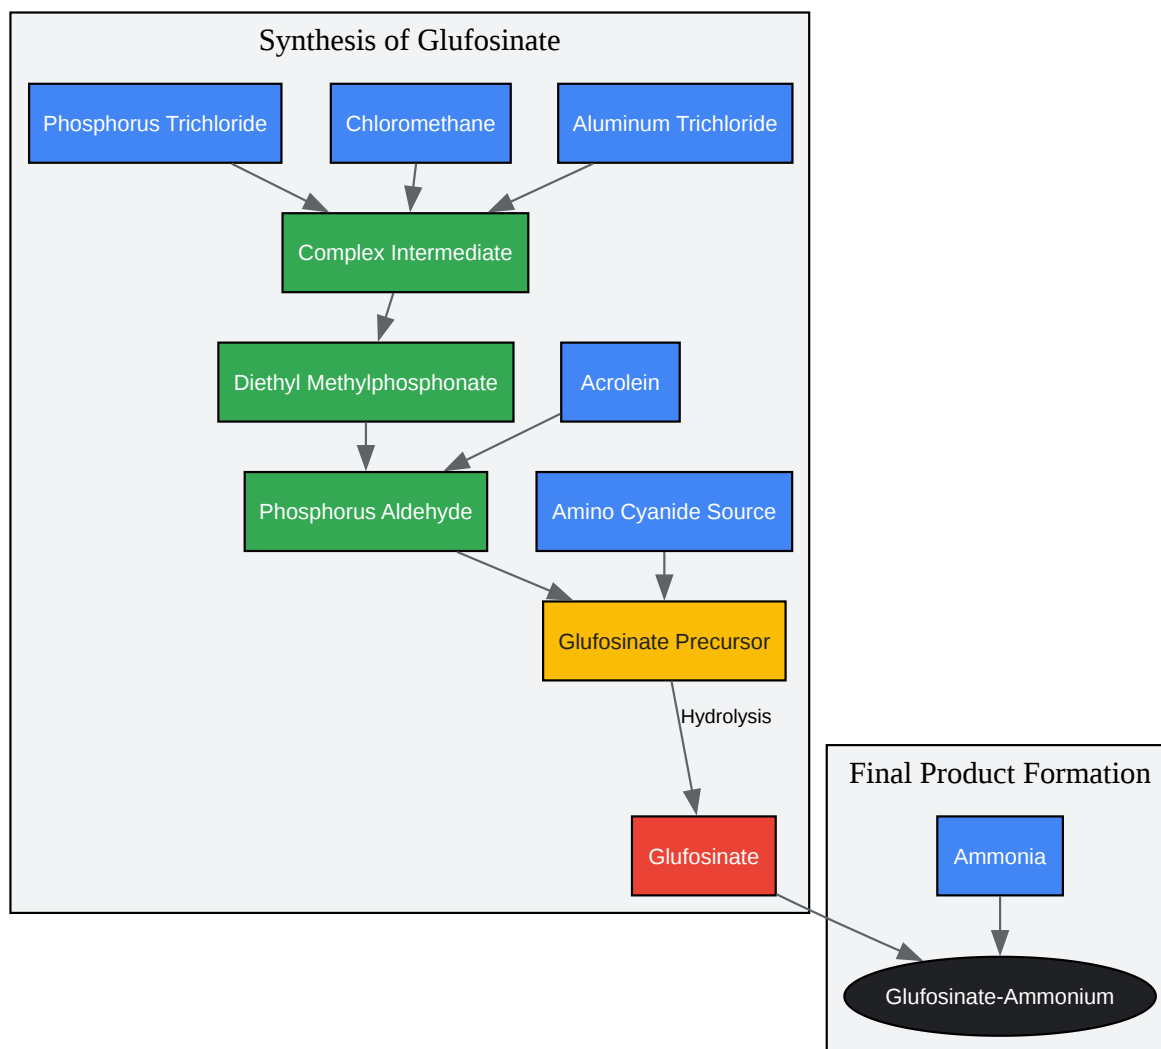 Synthesis of Glufosinate
Phosphorus Trichloride
Chloromethane
Aluminum Trichloride
Complex Intermediate
Diethyl Methylphosphonate
Acrolein
Phosphorus Aldehyde
Amino Cyanide Source
Glufosinate Precursor
Hydrolysis
Final Product Formation
Glufosinate
Ammonia
Glufosinate-Ammonium